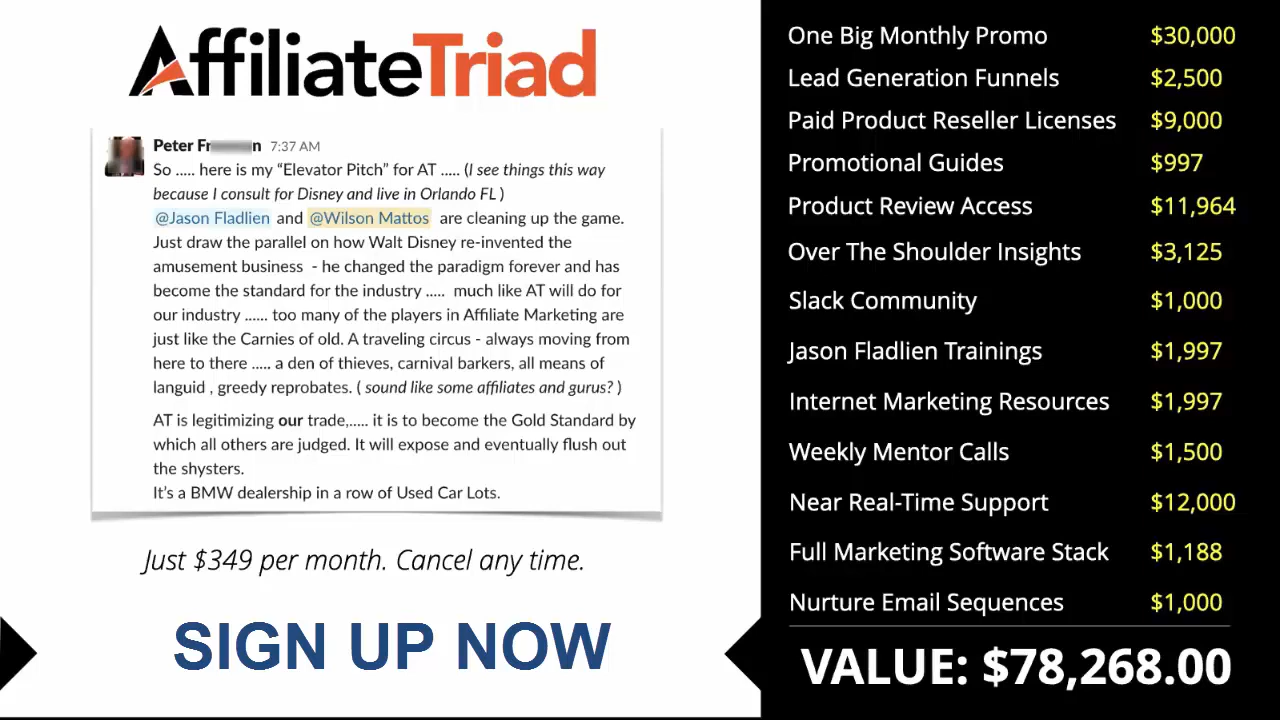 AffiliateTriad
Peter Fr n 7:37 AM
So ..... here is my “Elevator Pitch” for AT ..... (I see things this way
because I consult for Disney and live in Orlando FL )
@Jason Fladlien and @Wilson Mattos are cleaning up the game.
Just draw the parallel on how Walt Disney re-invented the
amusement business - he changed the paradigm forever and has
become the standard for the industry ..... much like AT will do for
our industry ...... too many of the players in Affiliate Marketing are
just like the Carnies of old. A traveling circus - always moving from
here to there ..... a den of thieves, carnival barkers, all means of
languid , greedy reprobates. ( sound like some affiliates and gurus? )
AT is legitimizing our trade,.... it is to become the Gold Standard by
which all others are judged. It will expose and eventually flush out
the shysters.
It’s a BMW dealership in a row of Used Car Lots.
Just $349 per month. Cancel any time.
SIGN UP NOW
One Big Monthly Promo $30,000
Lead Generation Funnels $2,500
Paid Product Reseller Licenses $9,000
Promotional Guides $997
Product Review Access $11,964
Over The Shoulder Insights $3,125
Slack Community $1,000
Jason Fladlien Trainings $1,997
Internet Marketing Resources $1,997
Weekly Mentor Calls $1,500
Near Real-Time Support $12,000
Full Marketing Software Stack $1,188
Nurture Email Sequences $1,000
VALUE: $78,268.00